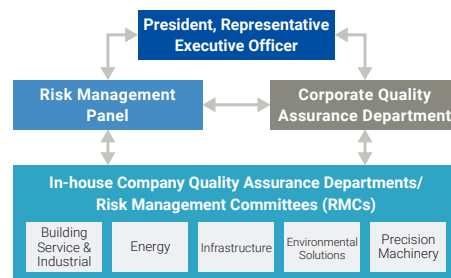 President, Representative
Executive Officer
Risk Management
Panel
Corporate Quality
Assurance Department
In-house Company Quality Assurance Departments/
Risk Management Committees (RMCs)
Building
Service &
Industrial
Energy
Infrastructure
Environmental
Solutions
Precision
Machinery